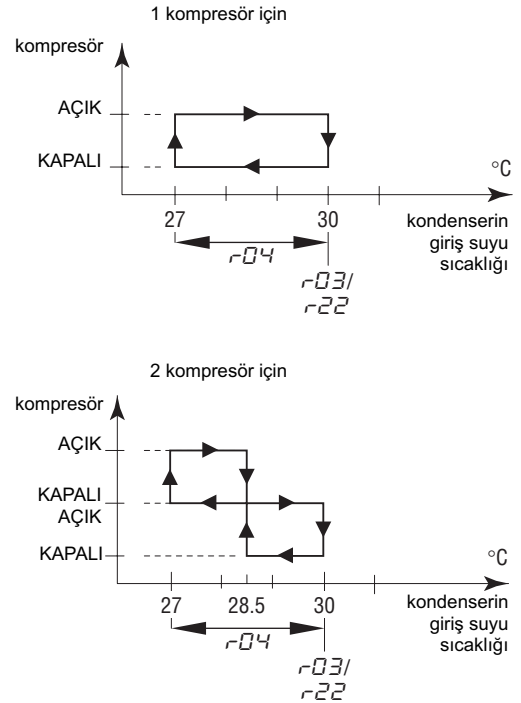 1 kompresör için
kompresör
AÇIK
KAPALI
°C
27
30
kondenserin
giriş suyu
sıcaklığı
r04
r03/
r22
2 kompresör için
kompresör
AÇIK
KAPALI
AÇIK
KAPALI
°C
27
28.5
30
kondenserin
giriş suyu
sıcaklığı
r04
r03/
r22